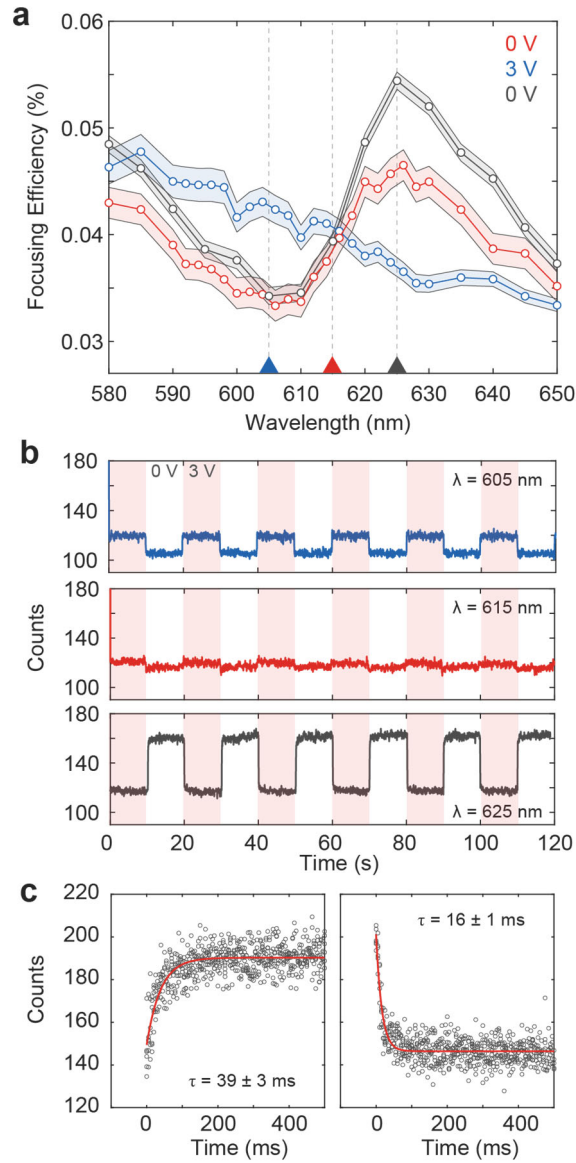 a
0.06
0.05
0.04
0.03
Focusing Efficiency (%)
0 V
3 V
0 V
580 590 600 610 620 630 640 650
Wavelength (nm)
b
180
0 V 3 V
λ = 605 nm
120
100
180
λ = 615 nm
120
100
180
120
100
λ = 625 nm
Counts
0 20 40 60 80 100 120
Time (s)
c
220
200
180
160
140
120
Counts
τ = 39 ± 3 ms
0 200 400
Time (ms)
τ = 16 ± 1 ms
0 200 400
Time (ms)